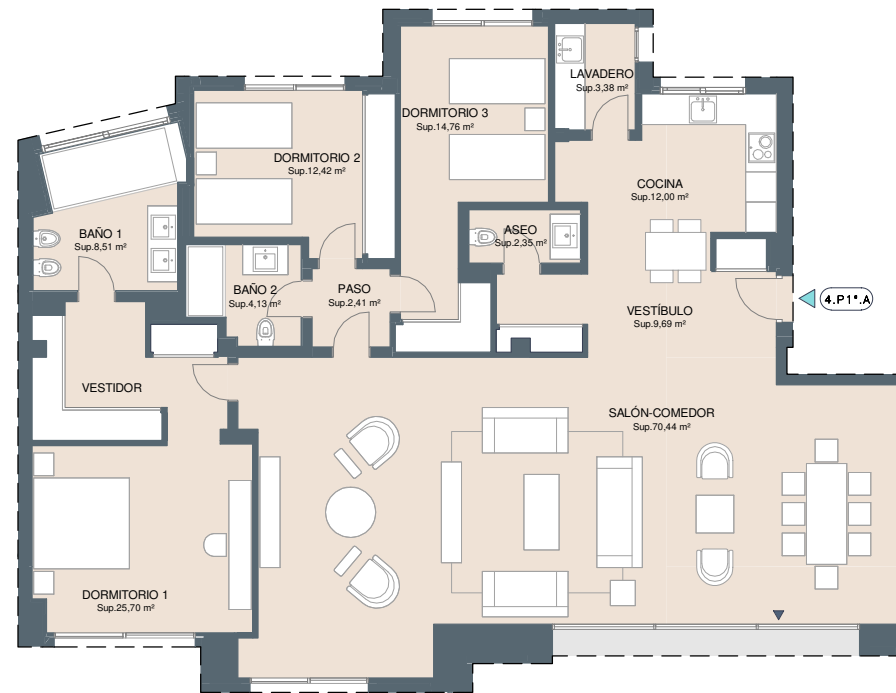 LAVADERO
Sup.3,38 m²
DORMITORIO 3
Sup.14,76 m²
DORMITORIO 2
Sup.12,42 m²
COCINA
Sup.12,00 m²
BAÑO 1
Sup.8,51 m²
ASEO
Sup.2,35 m²
BAÑO 2
Sup.4,13 m²
PASO
Sup.2,41 m²
4.P1ª.A
VESTÍBULO
Sup.9,69 m²
VESTIDOR
SALÓN-COMEDOR
Sup.70,44 m²
DORMITORIO 1
Sup.25,70 m²